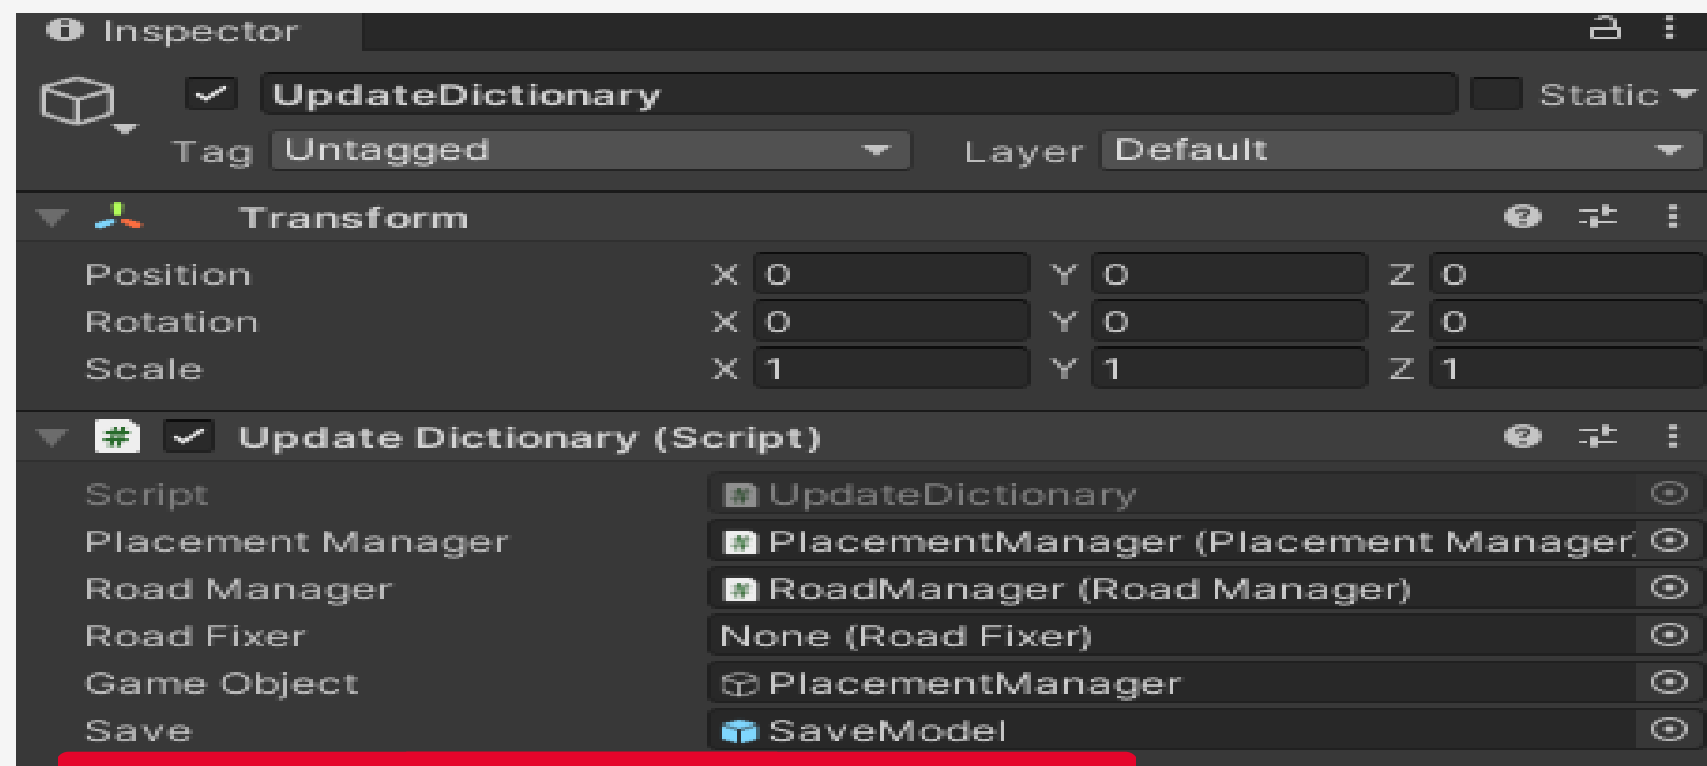 Inspector
UpdateDictionary Static
Tag Untagged Layer Default
Transform
Position X 0 Y 0 Z 0
Rotation X 0 Y 0 Z 0
Scale X 1 Y 1 Z 1
# Update Dictionary (Script)
Script # UpdateDictionary
Placement Manager # PlacementManager (Placement Manager)
Road Manager # RoadManager (Road Manager)
Road Fixer None (Road Fixer)
Game Object PlacementManager
Save SaveModel